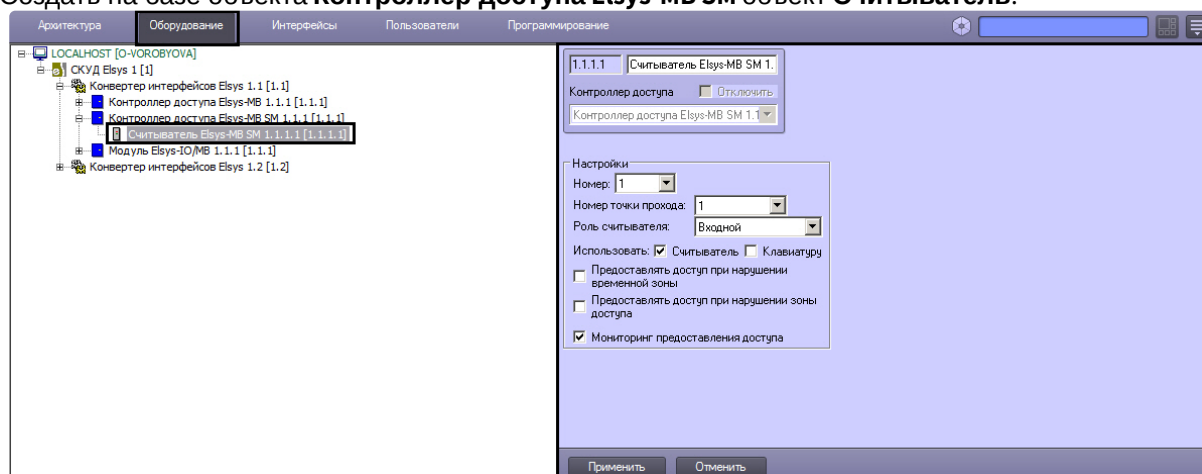 Создать на базе объекта Контроллер доступа Elsys-MB SM объект Считыватель.
Архитектура Оборудование Интерфейсы Пользователи Программирование
LOCALHOST [O-VOROBYOVA]
СКУД Elsys 1 [1]
Конвертер интерфейсов Elsys 1.1 [1.1]
Контроллер доступа Elsys-MB 1.1.1 [1.1.1]
Контроллер доступа Elsys-MB SM 1.1.1 [1.1.1]
Считыватель Elsys-MB SM 1.1.1.1 [1.1.1.1]
Модуль Elsys-IO/MB 1.1.1 [1.1.1]
Конвертер интерфейсов Elsys 1.2 [1.2]
1.1.1.1 Считыватель Elsys-MB SM 1.
Контроллер доступа Отключить
Контроллер доступа Elsys-MB SM 1.1
Настройки
Номер: 1
Номер точки прохода: 1
Роль считывателя: Входной
Использовать: Считыватель Клавиатуру
Предоставлять доступ при нарушении
временной зоны
Предоставлять доступ при нарушении зоны
доступа
Мониторинг предоставления доступа
Применить Отменить